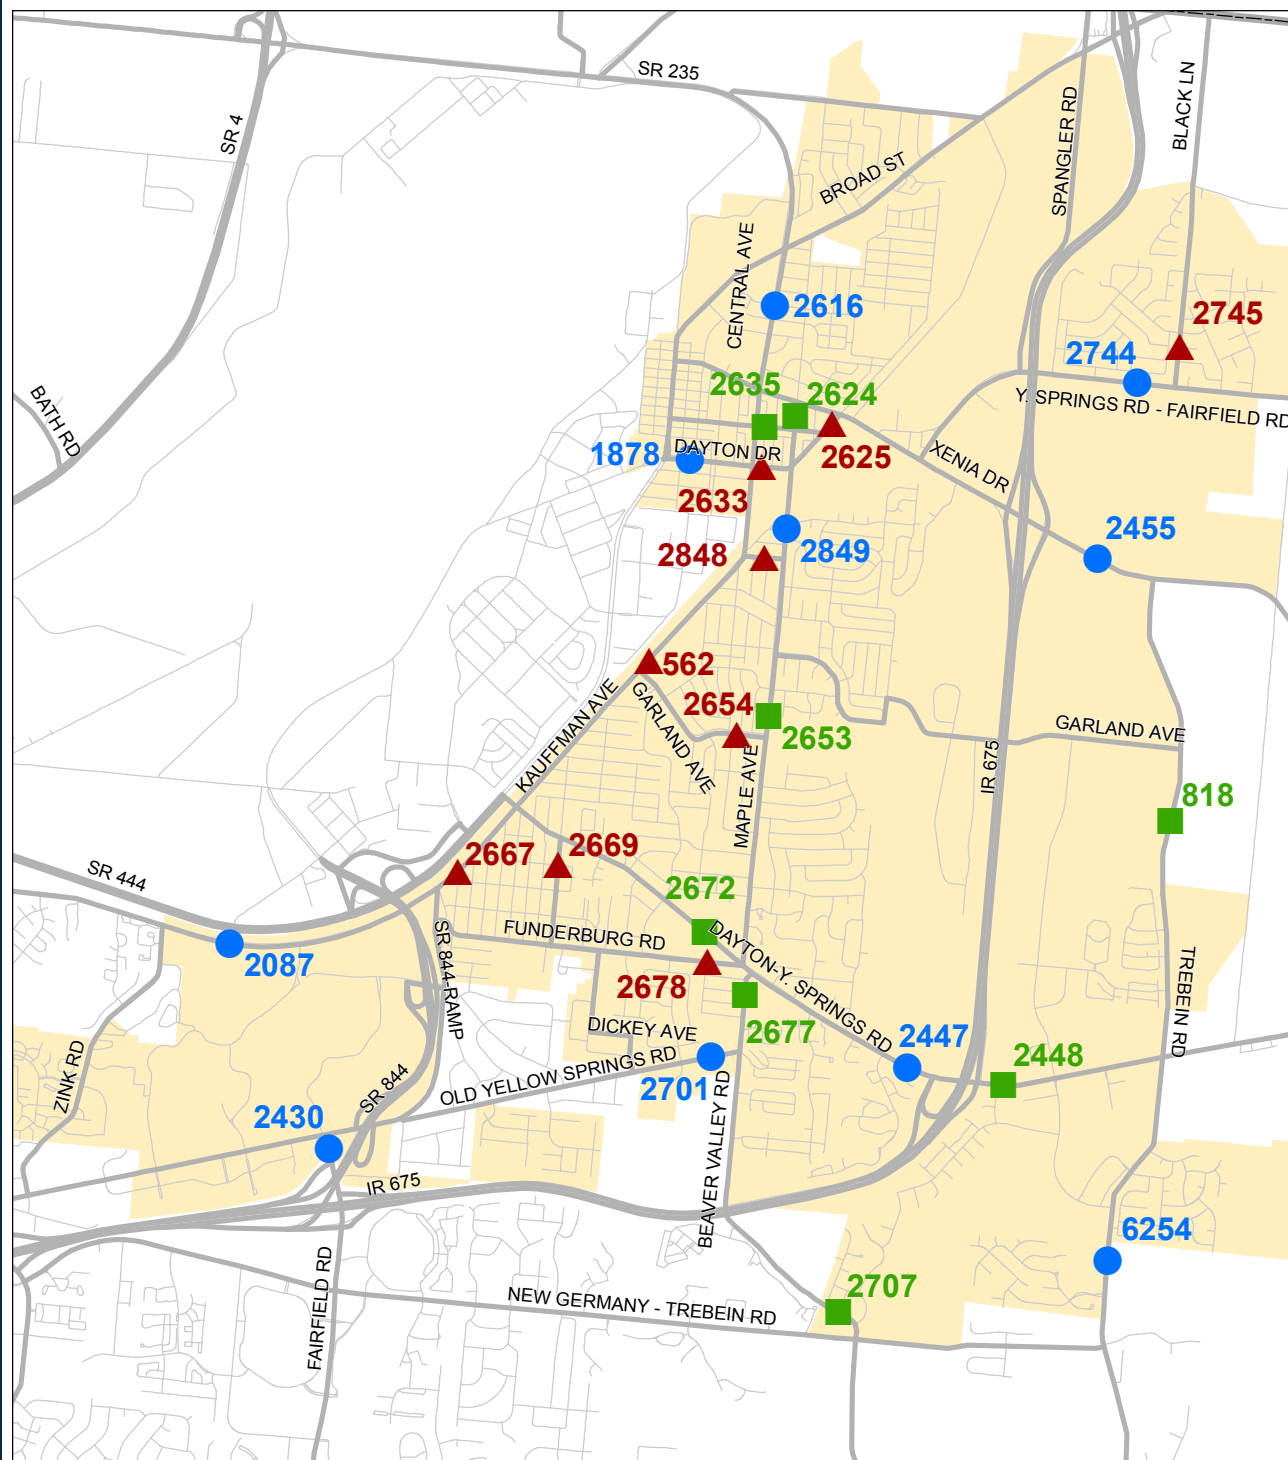 SR 235
SR 4
BLACK LN
SPANGLER RD
BROAD ST
CENTRAL AVE
2616
2745
2744
2635
2624
Y. SPRINGS RD - FAIRFIELD RD
BATH RD
1878
DAYTON DR
2625
XENIA DR
2633
2455
2848
2849
562
2654
GARLAND AVE
KAUFFMAN AVE
2653
GARLAND AVE
IR 675
MAPLE AVE
818
2667
2669
SR 444
2672
FUNDERBURG RD
DAYTON-Y. SPRINGS RD
2087
SR 844-RAMP
2678
TREBEIN RD
DICKEY AVE
2677
2447
2448
ZINK RD
OLD YELLOW SPRINGS RD
2701
SR 844
2430
BEAVER VALLEY RD
IR 675
6254
2707
FAIRFIELD RD
NEW GERMANY - TREBEIN RD